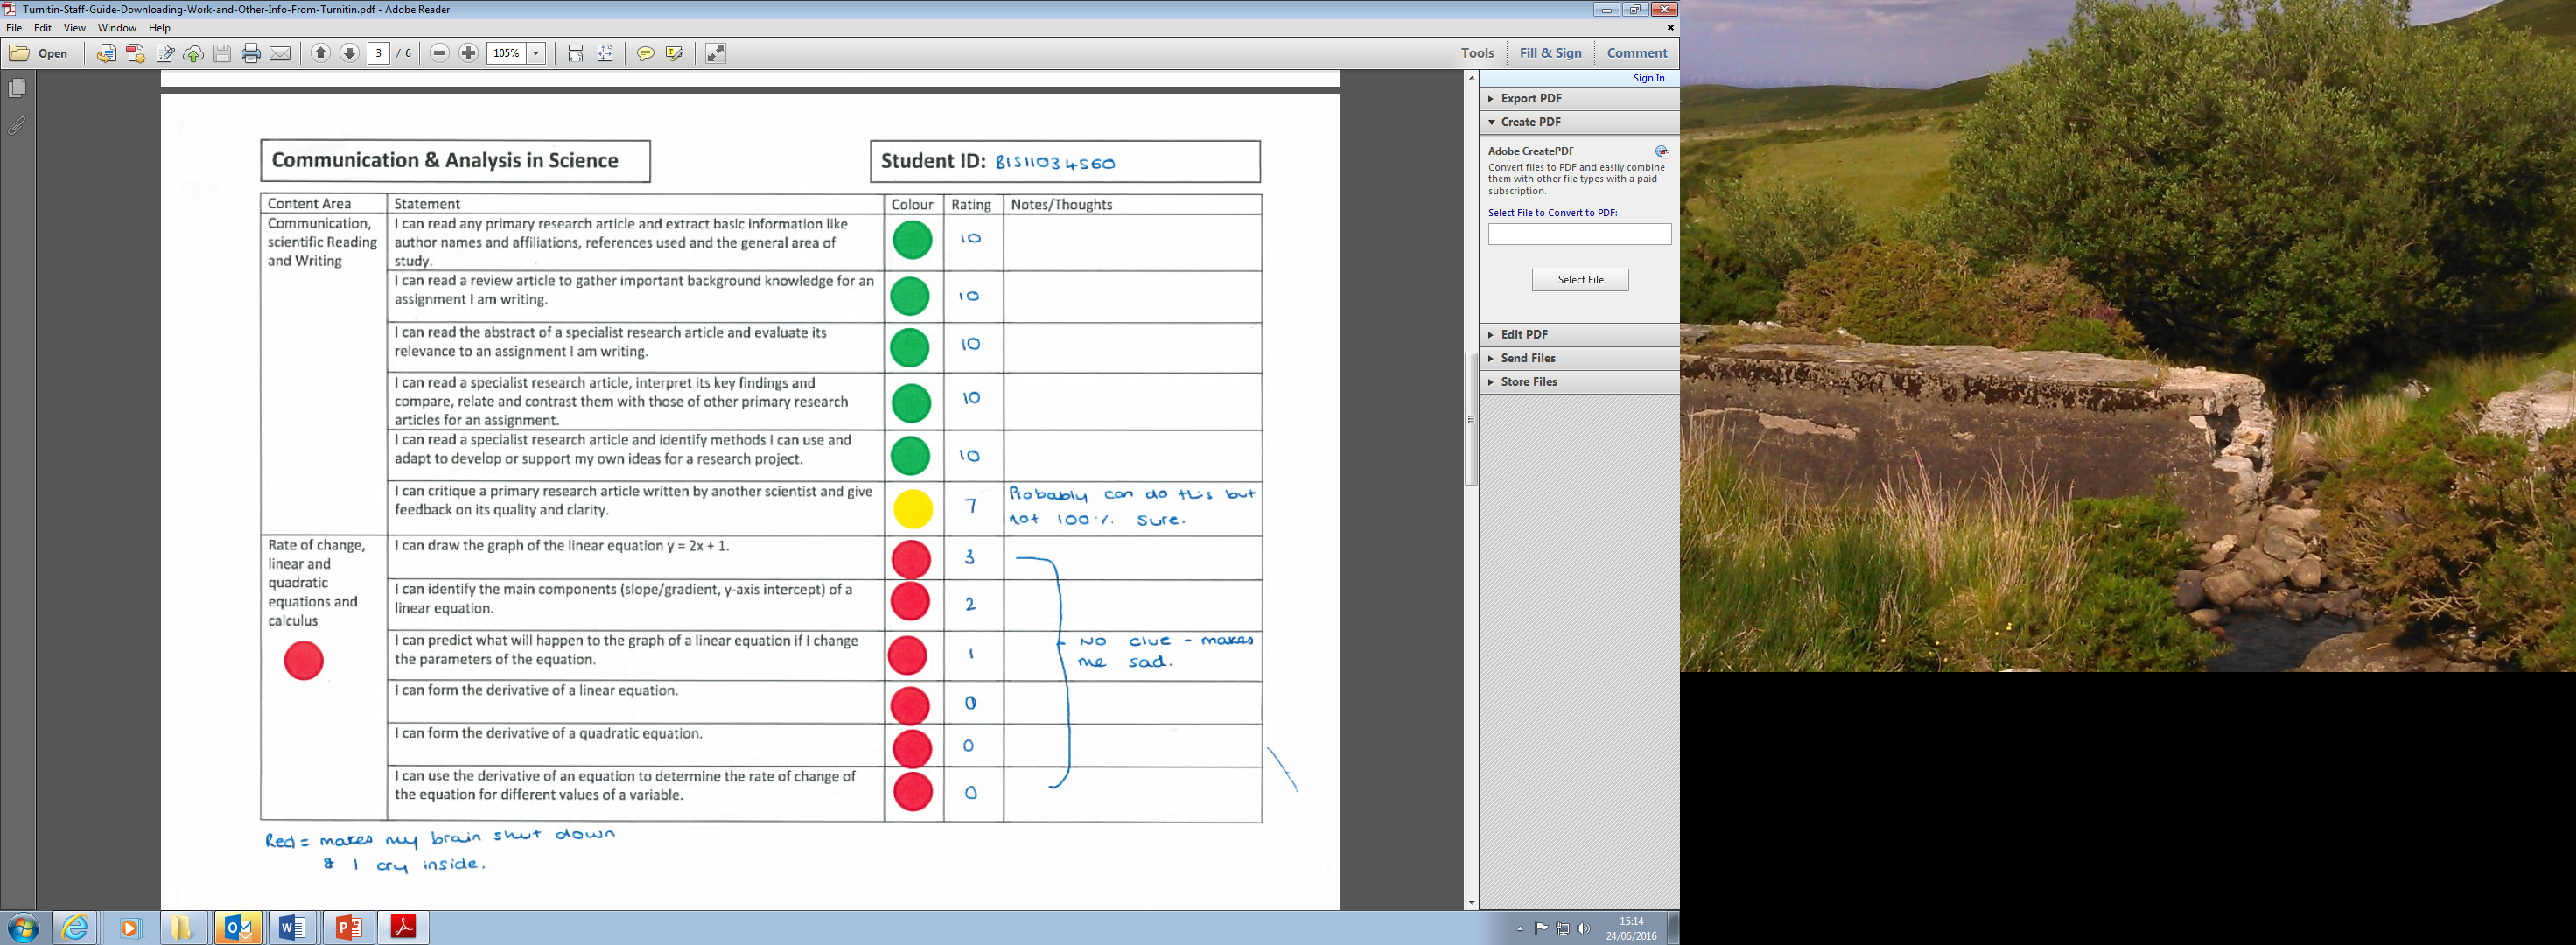 Turnitin-Staff-Guide-Downloading-Work-and-Other-Info-From-Turnitin.pdf - Adobe Reader
File Edit View Window Help
Open 3 / 6 105% Tools Fill & Sign Comment
Sign In
Export PDF
Create PDF
Adobe CreatePDF
Convert files to PDF and easily combine
them with other file types with a paid
subscription.
Select File to Convert to PDF:
Select File
Edit PDF
Send Files
Store Files
Communication & Analysis in Science
Student ID: BIS11034560
Content Area Statement Colour Rating Notes/Thoughts
Communication,
scientific Reading
and Writing
I can read any primary research article and extract basic information like
author names and affiliations, references used and the general area of
study.
10
I can read a review article to gather important background knowledge for an
assignment I am writing.
10
I can read the abstract of a specialist research article and evaluate its
relevance to an assignment I am writing.
10
I can read a specialist research article, interpret its key findings and
compare, relate and contrast them with those of other primary research
articles for an assignment.
10
I can read a specialist research article and identify methods I can use and
adapt to develop or support my own ideas for a research project.
10
I can critique a primary research article written by another scientist and give
feedback on its quality and clarity.
7
Probably can do this but
not 100% sure.
Rate of change,
linear and
quadratic
equations and
calculus
I can draw the graph of the linear equation y = 2x + 1.
3
I can identify the main components (slope/gradient, y-axis intercept) of a
linear equation.
2
I can predict what will happen to the graph of a linear equation if I change
the parameters of the equation.
1
No clue - makes
me sad.
I can form the derivative of a linear equation.
0
I can form the derivative of a quadratic equation.
0
I can use the derivative of an equation to determine the rate of change of
the equation for different values of a variable.
0
Red = makes my brain shut down
& I cry inside.
15:14
24/06/2016